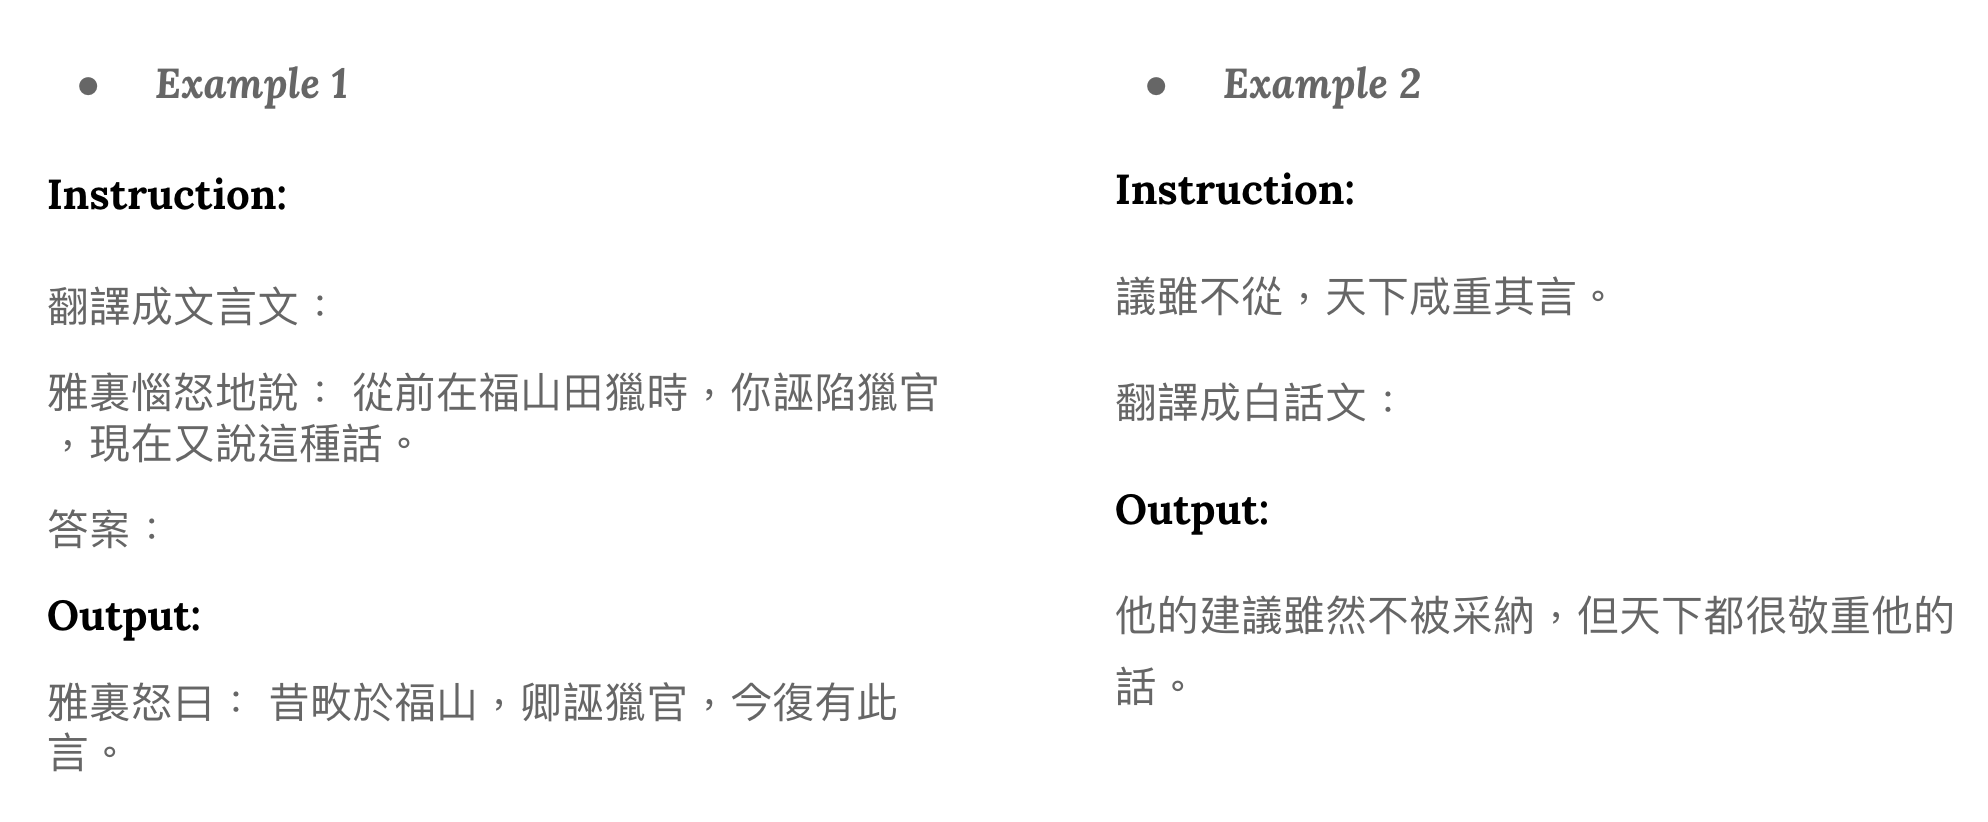 ● Example 1
Instruction:
翻譯成文言文：
雅裏惱怒地說： 從前在福山田獵時，你誣陷獵官
，現在又說這種話。
答案：
Output:
雅裏怒曰： 昔畋於福山，卿誣獵官，今復有此
言。
● Example 2
Instruction:
議雖不從，天下咸重其言。
翻譯成白話文：
Output:
他的建議雖然不被采納，但天下都很敬重他的
話。